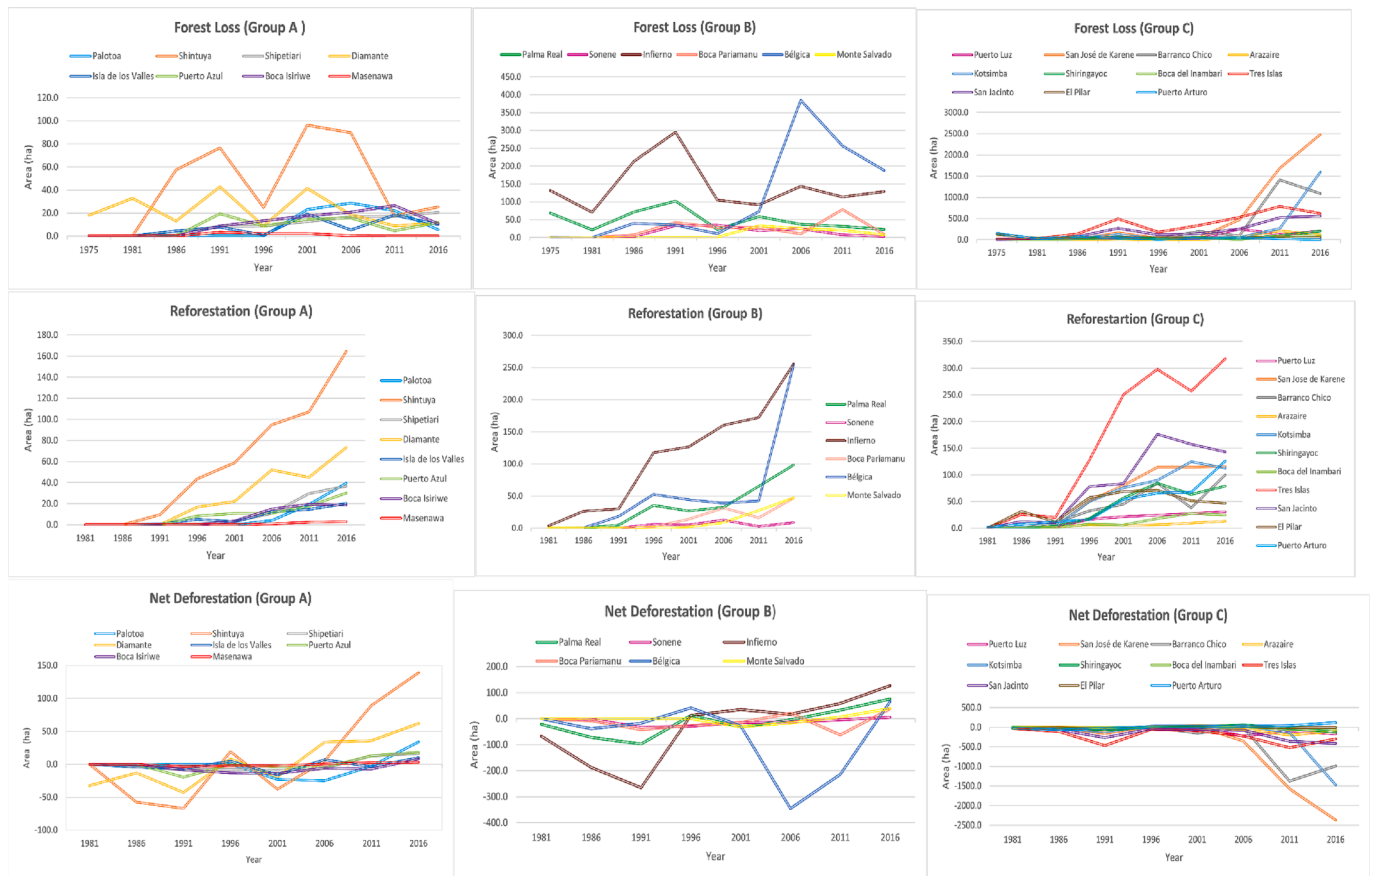 Forest Loss (Group A )
Palotoa Shintuya Shipetiari Diamante
Isla de los Valles Puerto Azul Boca Isiriwe Masenawa
120.0
100.0
80.0
60.0
40.0
20.0
0.0
Area (ha)
1975 1981 1986 1991 1996 2001 2006 2011 2016
Year
Forest Loss (Group B)
Palma Real Sonene Infierno Boca Pariamanu Bélgica Monte Salvado
450.0
400.0
350.0
300.0
250.0
200.0
150.0
100.0
50.0
0.0
Area (ha)
1975 1981 1986 1991 1996 2001 2006 2011 2016
Year
Forest Loss (Group C)
Puerto Luz San José de Karene Barranco Chico Arazaire
Kotsimba Shiringayoc Boca del Inambari Tres Islas
San Jacinto El Pilar Puerto Arturo
3000.0
2500.0
2000.0
1500.0
1000.0
500.0
0.0
Area (ha)
1975 1981 1986 1991 1996 2001 2006 2011 2016
Year
Reforestation (Group A)
180.0
160.0
140.0
120.0
100.0
80.0
60.0
40.0
20.0
0.0
Area (ha)
1981 1986 1991 1996 2001 2006 2011 2016
Year
Palotoa
Shintuya
Shipetiari
Diamante
Isla de los Valles
Puerto Azul
Boca Isiriwe
Masenawa
Reforestation (Group B)
300.0
250.0
200.0
150.0
100.0
50.0
0.0
Area (ha)
1981 1986 1991 1996 2001 2006 2011 2016
Year
Palma Real
Sonene
Infierno
Boca Pariamanu
Bélgica
Monte Salvado
Reforestartion (Group C)
350.0
300.0
250.0
200.0
150.0
100.0
50.0
0.0
Area (ha)
1981 1986 1991 1996 2001 2006 2011 2016
Year
Puerto Luz
San Jose de Karene
Barranco Chico
Arazaire
Kotsimba
Shiringayoc
Boca del Inambari
Tres Islas
San Jacinto
El Pilar
Puerto Arturo
Net Deforestation (Group A)
Palotoa Shintuya Shipetiari
Diamante Isla de los Valles Puerto Azul
Boca Isiriwe Masenawa
150.0
100.0
50.0
0.0
-50.0
-100.0
Area (ha)
1981 1986 1991 1996 2001 2006 2011 2016
Year
Net Deforestation (Group B)
Palma Real Sonene Infierno
Boca Pariamanu Bélgica Monte Salvado
200.0
100.0
0.0
-100.0
-200.0
-300.0
-400.0
Area (ha)
1981 1986 1991 1996 2001 2006 2011 2016
Year
Net Deforestation (Group C)
Puerto Luz San José de Karene Barranco Chico Arazaire
Kotsimba Shiringayoc Boca del Inambari Tres Islas
San Jacinto El Pilar Puerto Arturo
500.0
0.0
-500.0
-1000.0
-1500.0
-2000.0
-2500.0
Area (ha)
1981 1986 1991 1996 2001 2006 2011 2016
Year